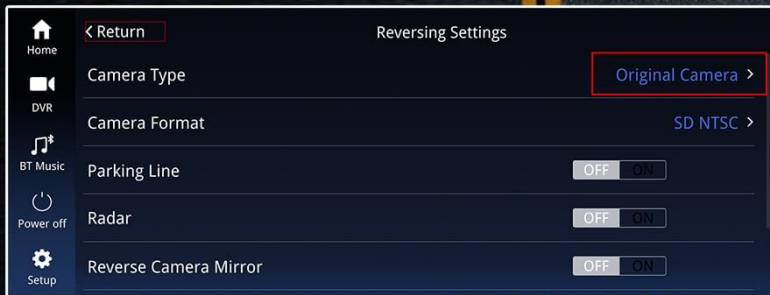 Home
< Return
Reversing Settings
Camera Type
Original Camera >
DVR
Camera Format
SD NTSC >
BT Music
Parking Line
OFF ON
Power off
Radar
OFF ON
Setup
Reverse Camera Mirror
OFF ON